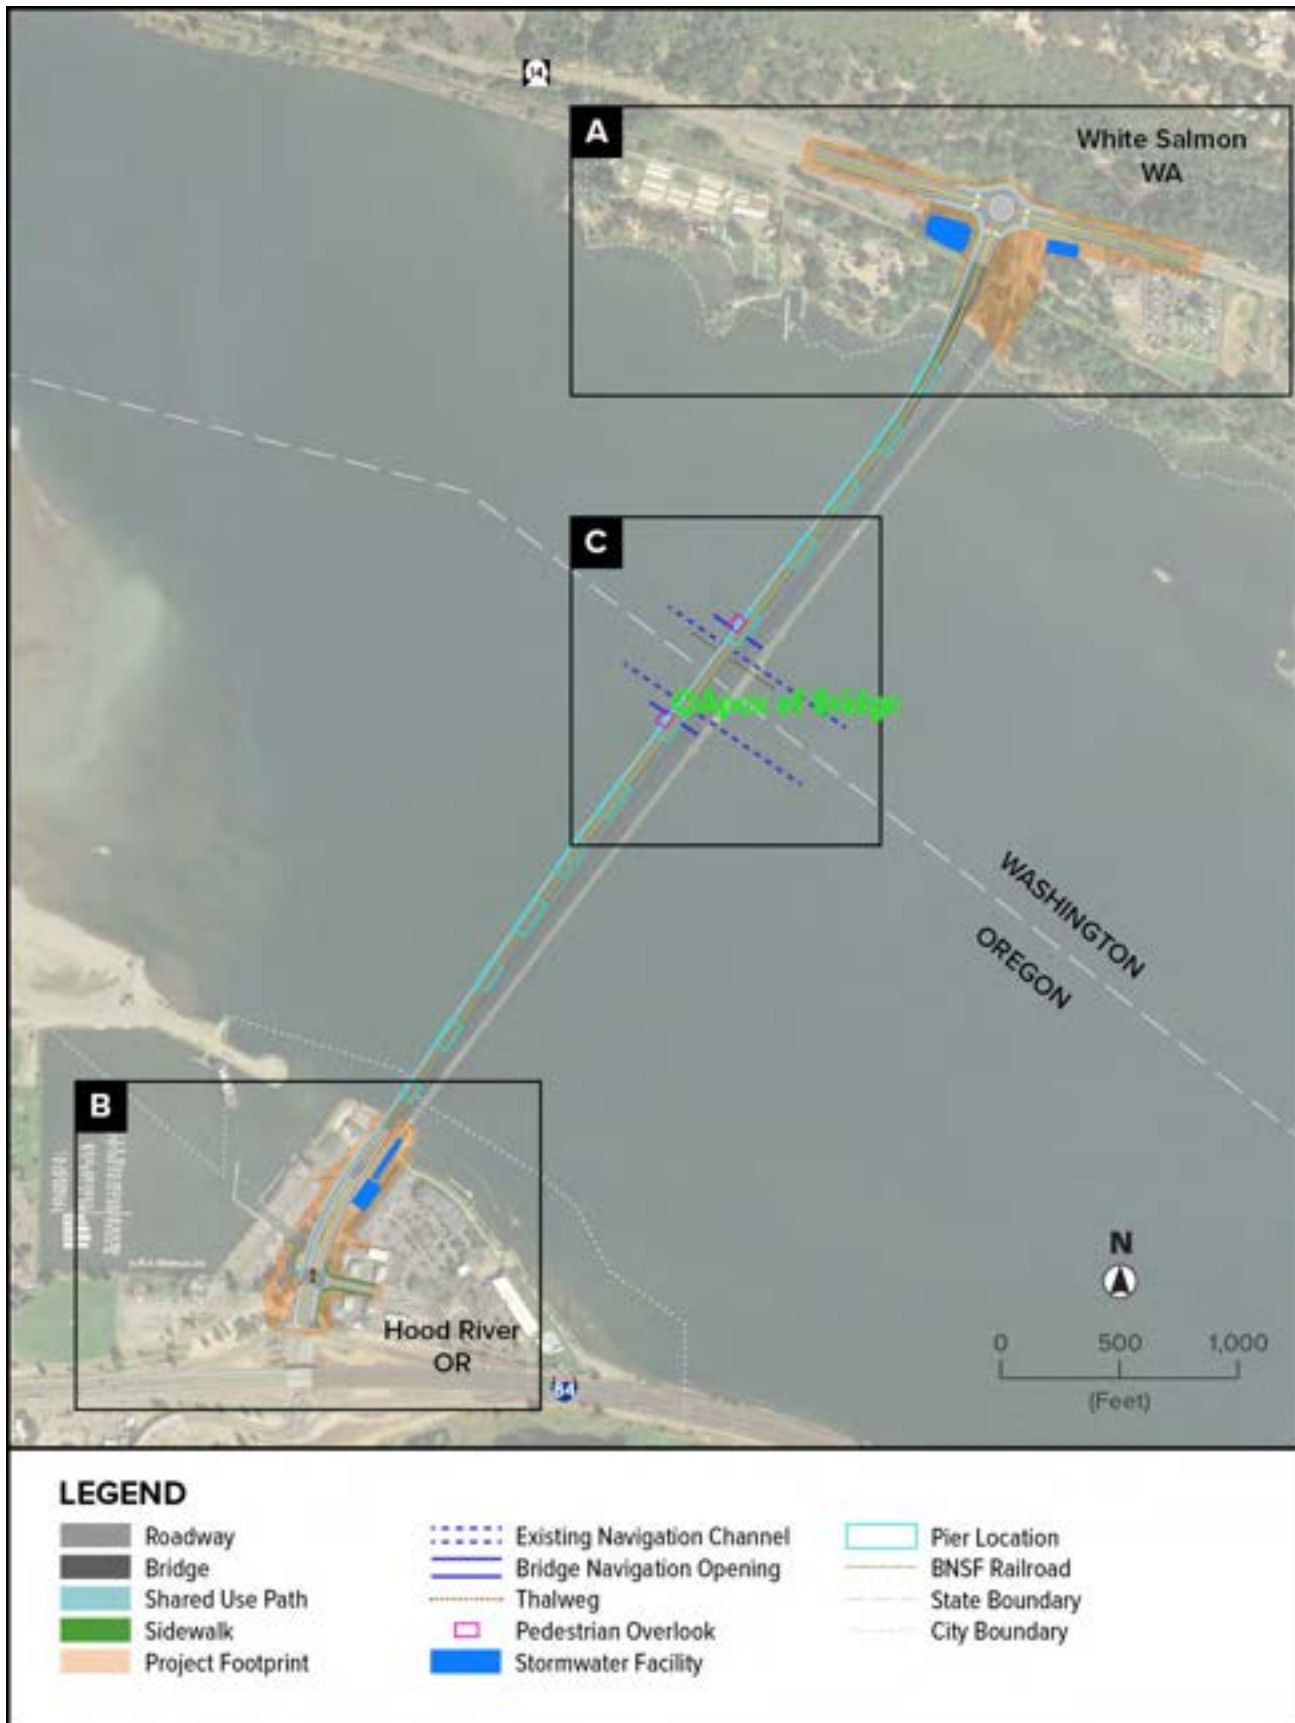 14
A
White Salmon
WA
C
Apex of Bridge
WASHINGTON
OREGON
B
Hood River
OR
84
N
0 500 1,000
(Feet)
LEGEND
Roadway
Bridge
Shared Use Path
Sidewalk
Project Footprint
Existing Navigation Channel
Bridge Navigation Opening
Thalweg
Pedestrian Overlook
Stormwater Facility
Pier Location
BNSF Railroad
State Boundary
City Boundary